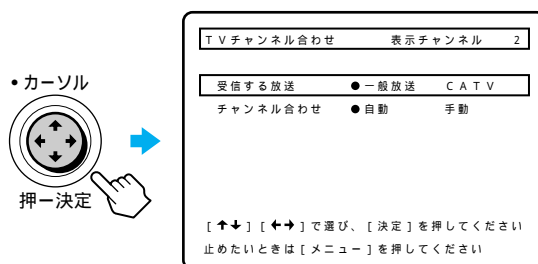 • カーソル
押ー決定
TVチャンネル合わせ 表示チャンネル 2
受信する放送 ●一般放送 CATV
チャンネル合わせ ●自動 手動
[↑↓][←→]で選び、[決定]を押してください
止めたいときは[メニュー]を押してください